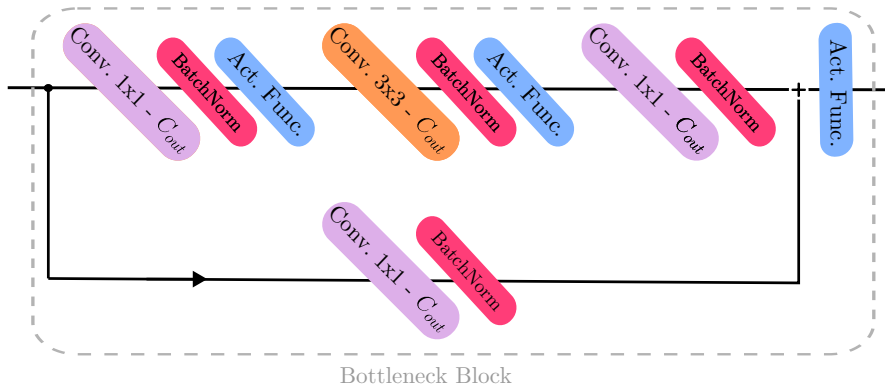 Conv. 1x1 - C_out
BatchNorm
Act. Func.
Conv. 3x3 - C_out
BatchNorm
Act. Func.
Conv. 1x1 - C_out
BatchNorm
+
Act. Func.
Conv. 1x1 - C_out
BatchNorm
Bottleneck Block